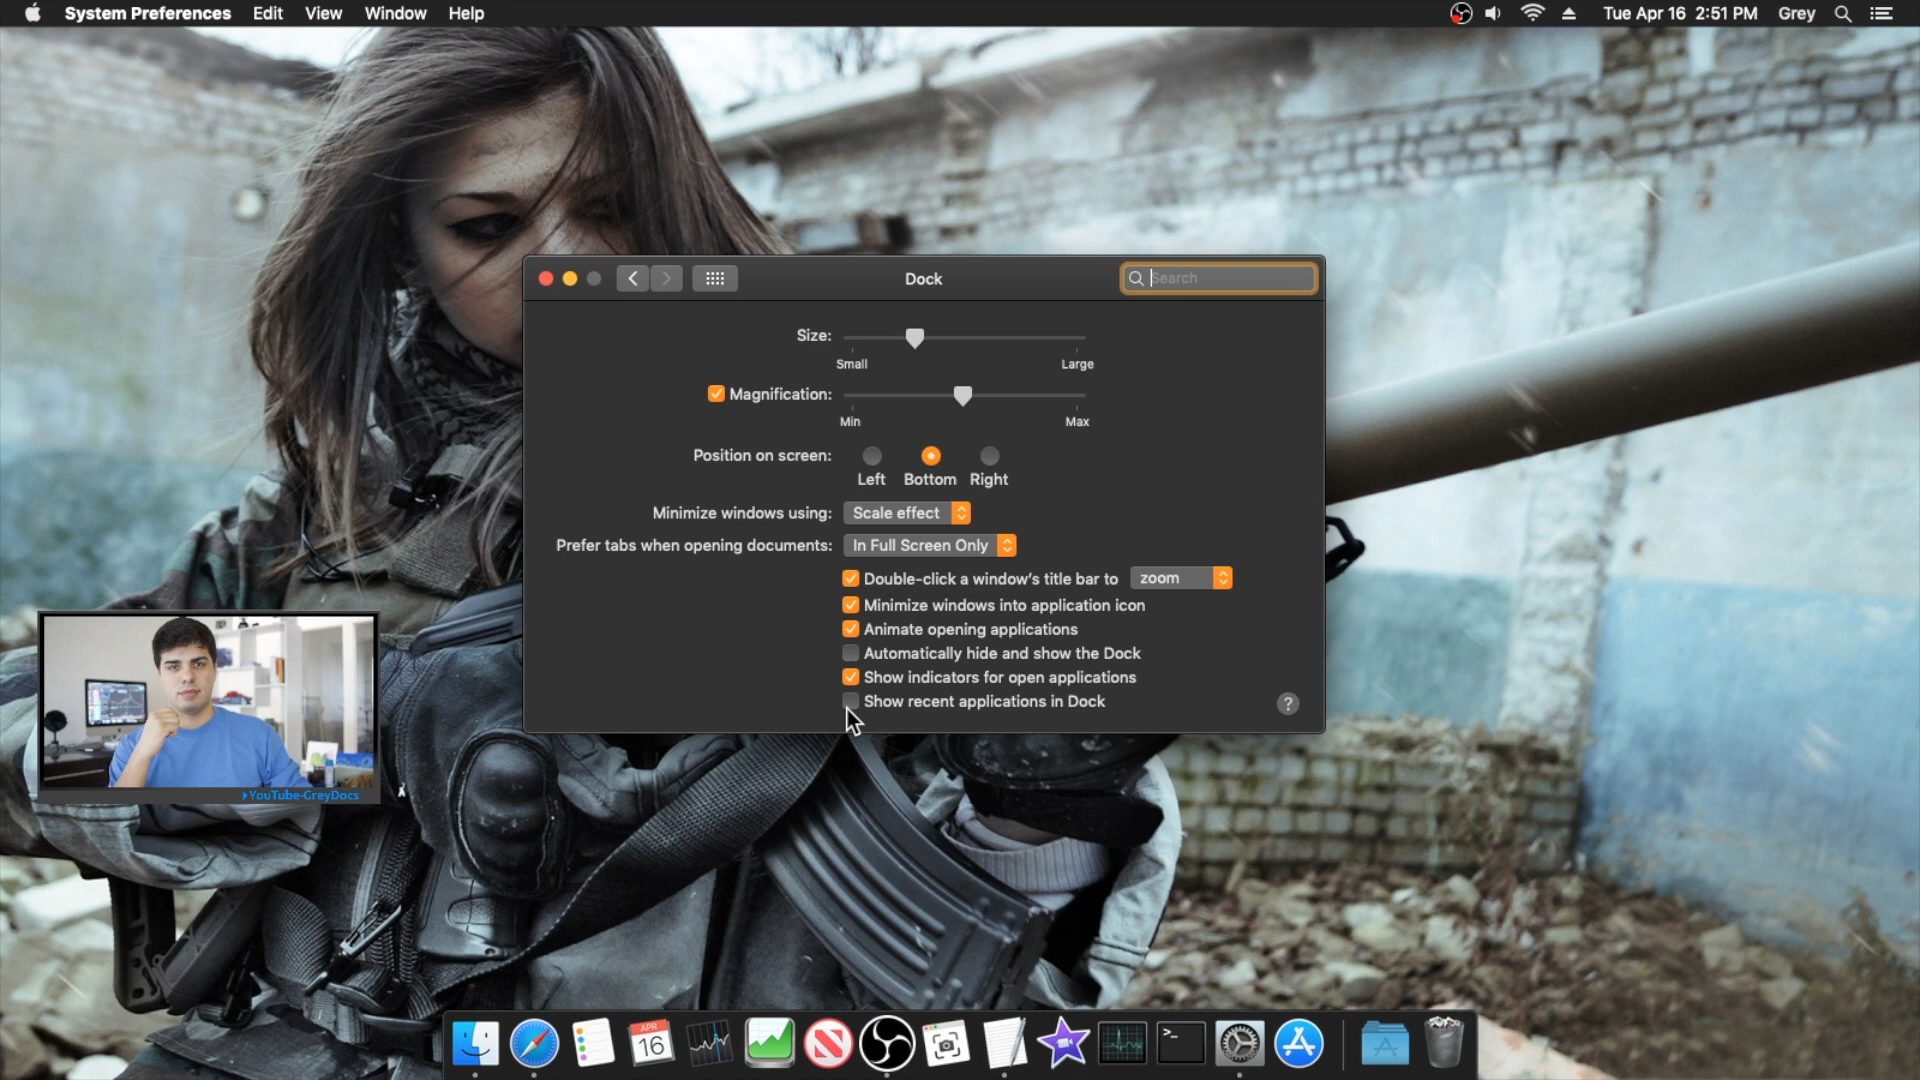 System Preferences Edit View Window Help
Tue Apr 16 2:51 PM Grey
Dock
Search
Size:
Small Large
Magnification:
Min Max
Position on screen:
Left Bottom Right
Minimize windows using: Scale effect
Prefer tabs when opening documents: In Full Screen Only
Double-click a window's title bar to zoom
Minimize windows into application icon
Animate opening applications
Automatically hide and show the Dock
Show indicators for open applications
Show recent applications in Dock
?
YouTube-GreyDocs
APR
16
>_